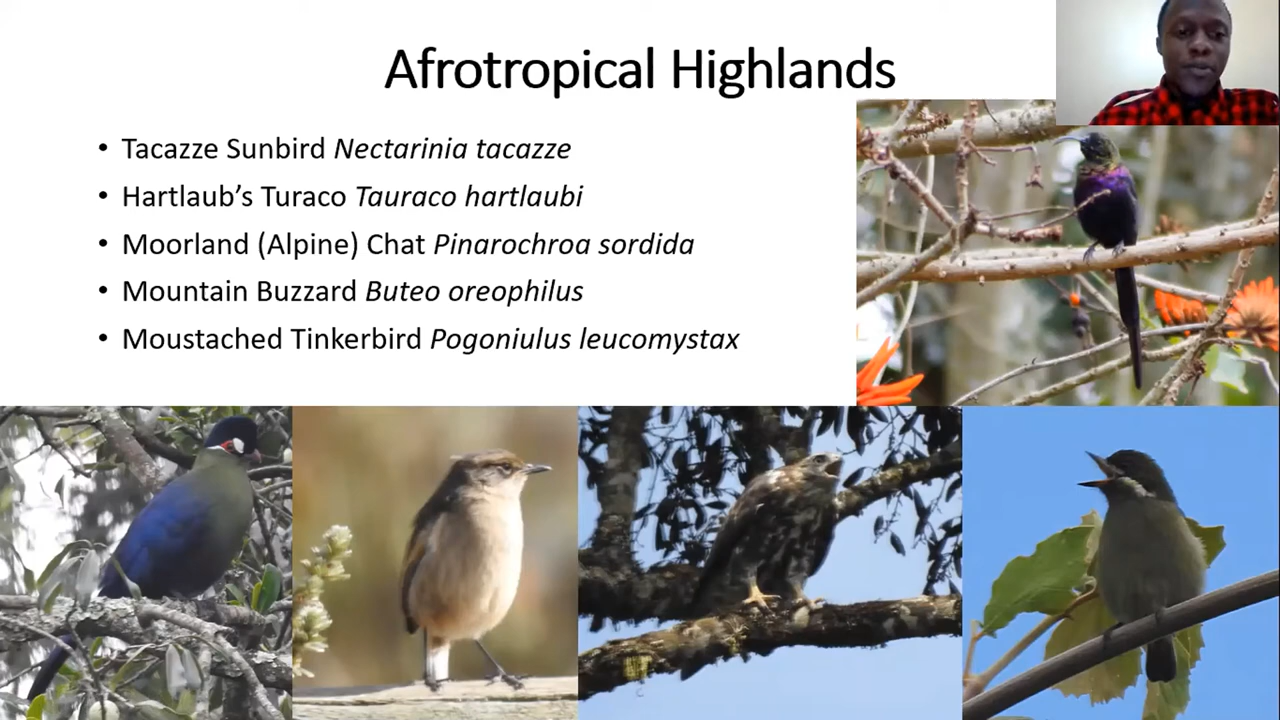 Afrotropical Highlands
• Tacazze Sunbird Nectarinia tacazze
• Hartlaub’s Turaco Tauraco hartlaubi
• Moorland (Alpine) Chat Pinarochroa sordida
• Mountain Buzzard Buteo oreophilus
• Moustached Tinkerbird Pogoniulus leucomystax